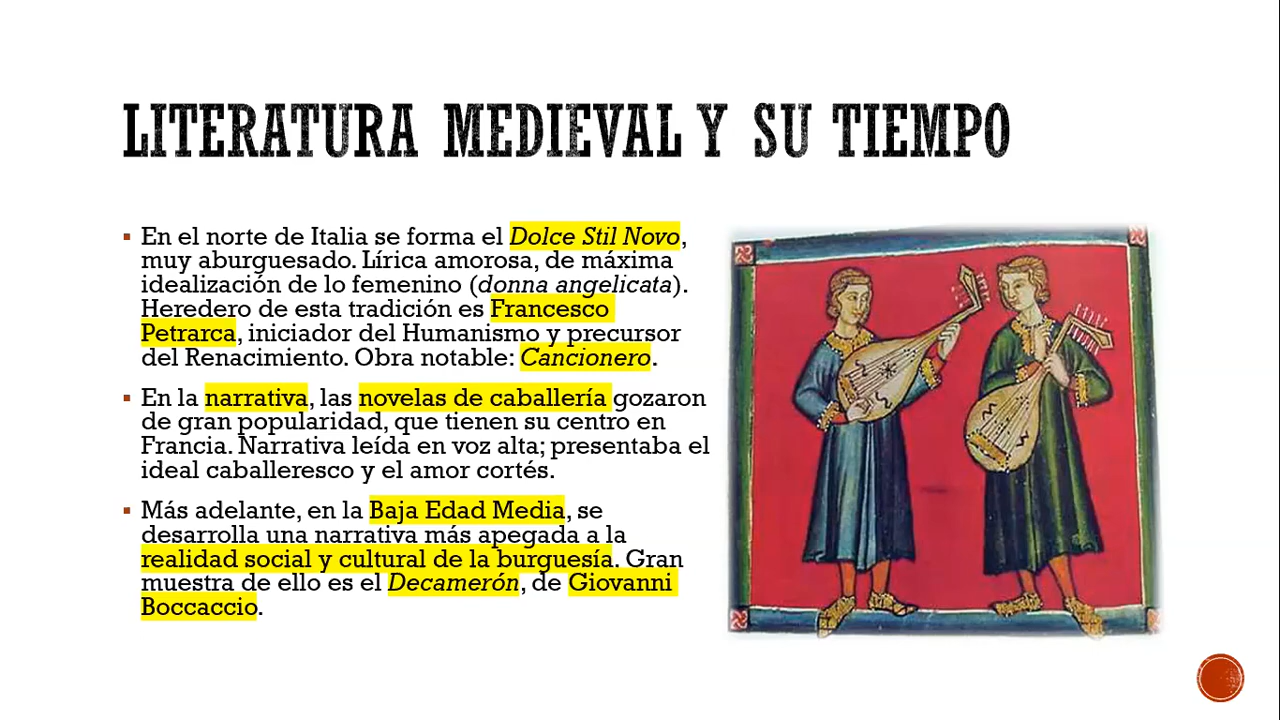 LITERATURA MEDIEVAL Y SU TIEMPO
▪ En el norte de Italia se forma el Dolce Stil Novo,
muy aburguesado. Lírica amorosa, de máxima
idealización de lo femenino (donna angelicata).
Heredero de esta tradición es Francesco
Petrarca, iniciador del Humanismo y precursor
del Renacimiento. Obra notable: Cancionero.
▪ En la narrativa, las novelas de caballería gozaron
de gran popularidad, que tienen su centro en
Francia. Narrativa leída en voz alta; presentaba el
ideal caballeresco y el amor cortés.
▪ Más adelante, en la Baja Edad Media, se
desarrolla una narrativa más apegada a la
realidad social y cultural de la burguesía. Gran
muestra de ello es el Decamerón, de Giovanni
Boccaccio.